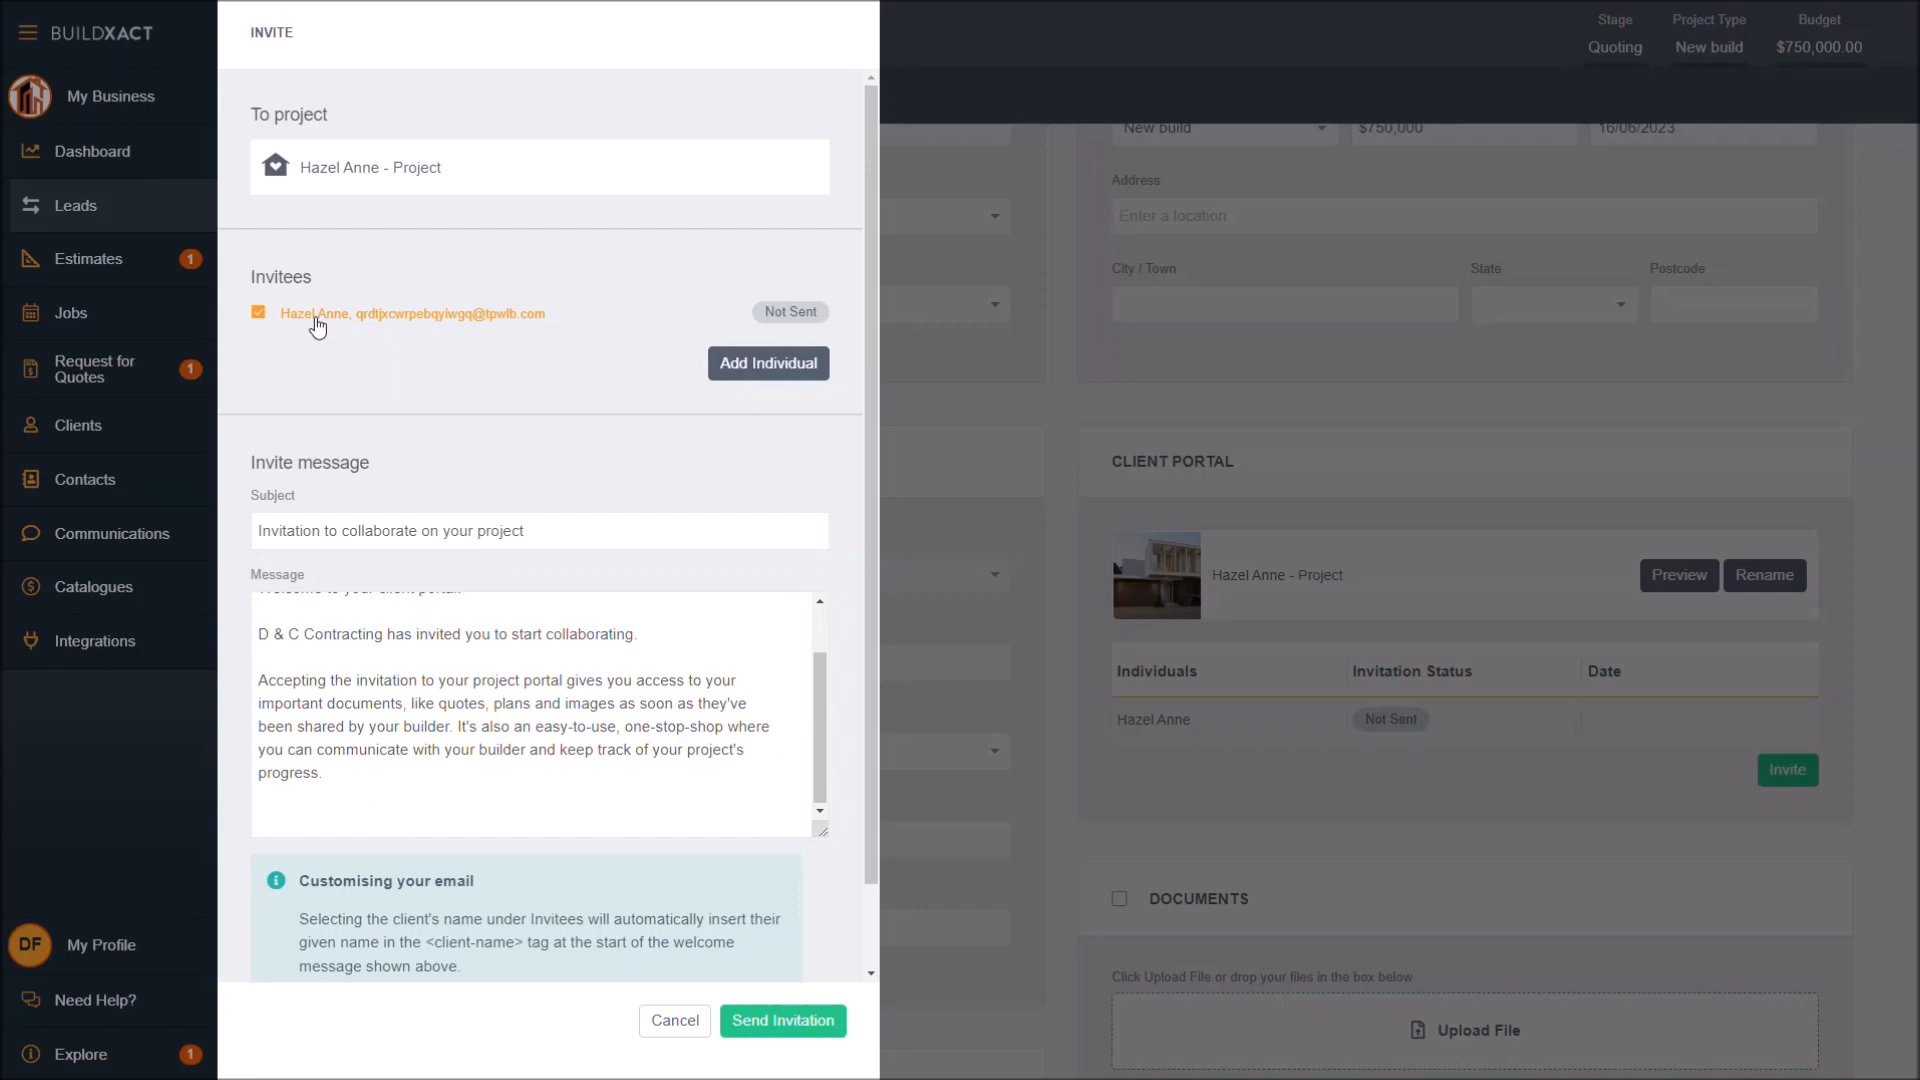 BUILDXACT
My Business
Dashboard
Leads
Estimates 1
Jobs
Request for
Quotes 1
Clients
Contacts
Communications
Catalogues
Integrations
DF My Profile
Need Help?
Explore 1
INVITE
To project
Hazel Anne - Project
Invitees
Hazel Anne, qrdtjxcwrpebqyiwgq@tpwlb.com
Not Sent
Add Individual
Invite message
Subject
Invitation to collaborate on your project
Message
Welcome to your client portal.
D & C Contracting has invited you to start collaborating.
Accepting the invitation to your project portal gives you access to your
important documents, like quotes, plans and images as soon as they've
been shared by your builder. It's also an easy-to-use, one-stop-shop where
you can communicate with your builder and keep track of your project's
progress.
Customising your email
Selecting the client's name under Invitees will automatically insert their
given name in the <client-name> tag at the start of the welcome
message shown above.
Cancel
Send Invitation
Stage Project Type Budget
Quoting New build $750,000.00
New build $750,000 16/06/2023
Address
Enter a location
City / Town State Postcode
CLIENT PORTAL
Hazel Anne - Project
Preview Rename
Individuals Invitation Status Date
Hazel Anne Not Sent
Invite
DOCUMENTS
Click Upload File or drop your files in the box below
Upload File